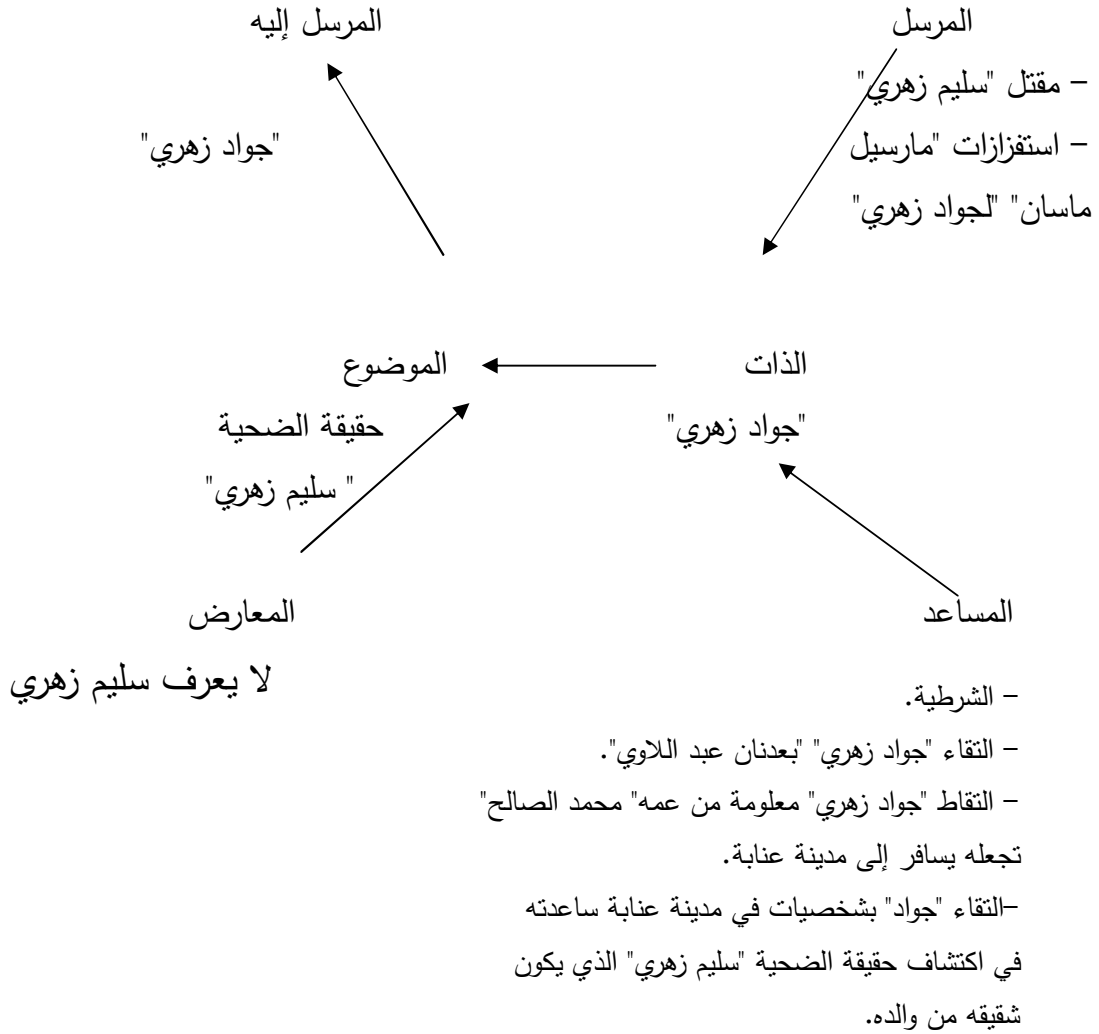 المرسل
المرسل إليه
– مقتل "سليم زهري"
– استفزازات "مارسيل
ماسان" "لجواد زهري"
"جواد زهري"
الذات
الموضوع
"جواد زهري"
حقيقة الضحية
" سليم زهري"
المساعد
المعارض
لا يعرف سليم زهري
– الشرطية.
– التقاء "جواد زهري" "بعدنان عبد اللاوي".
– التقاط "جواد زهري" معلومة من عمه" محمد الصالح"
تجعله يسافر إلى مدينة عنابة.
–التقاء "جواد" بشخصيات في مدينة عنابة ساعدته
في اكتشاف حقيقة الضحية "سليم زهري" الذي يكون
شقيقه من والده.